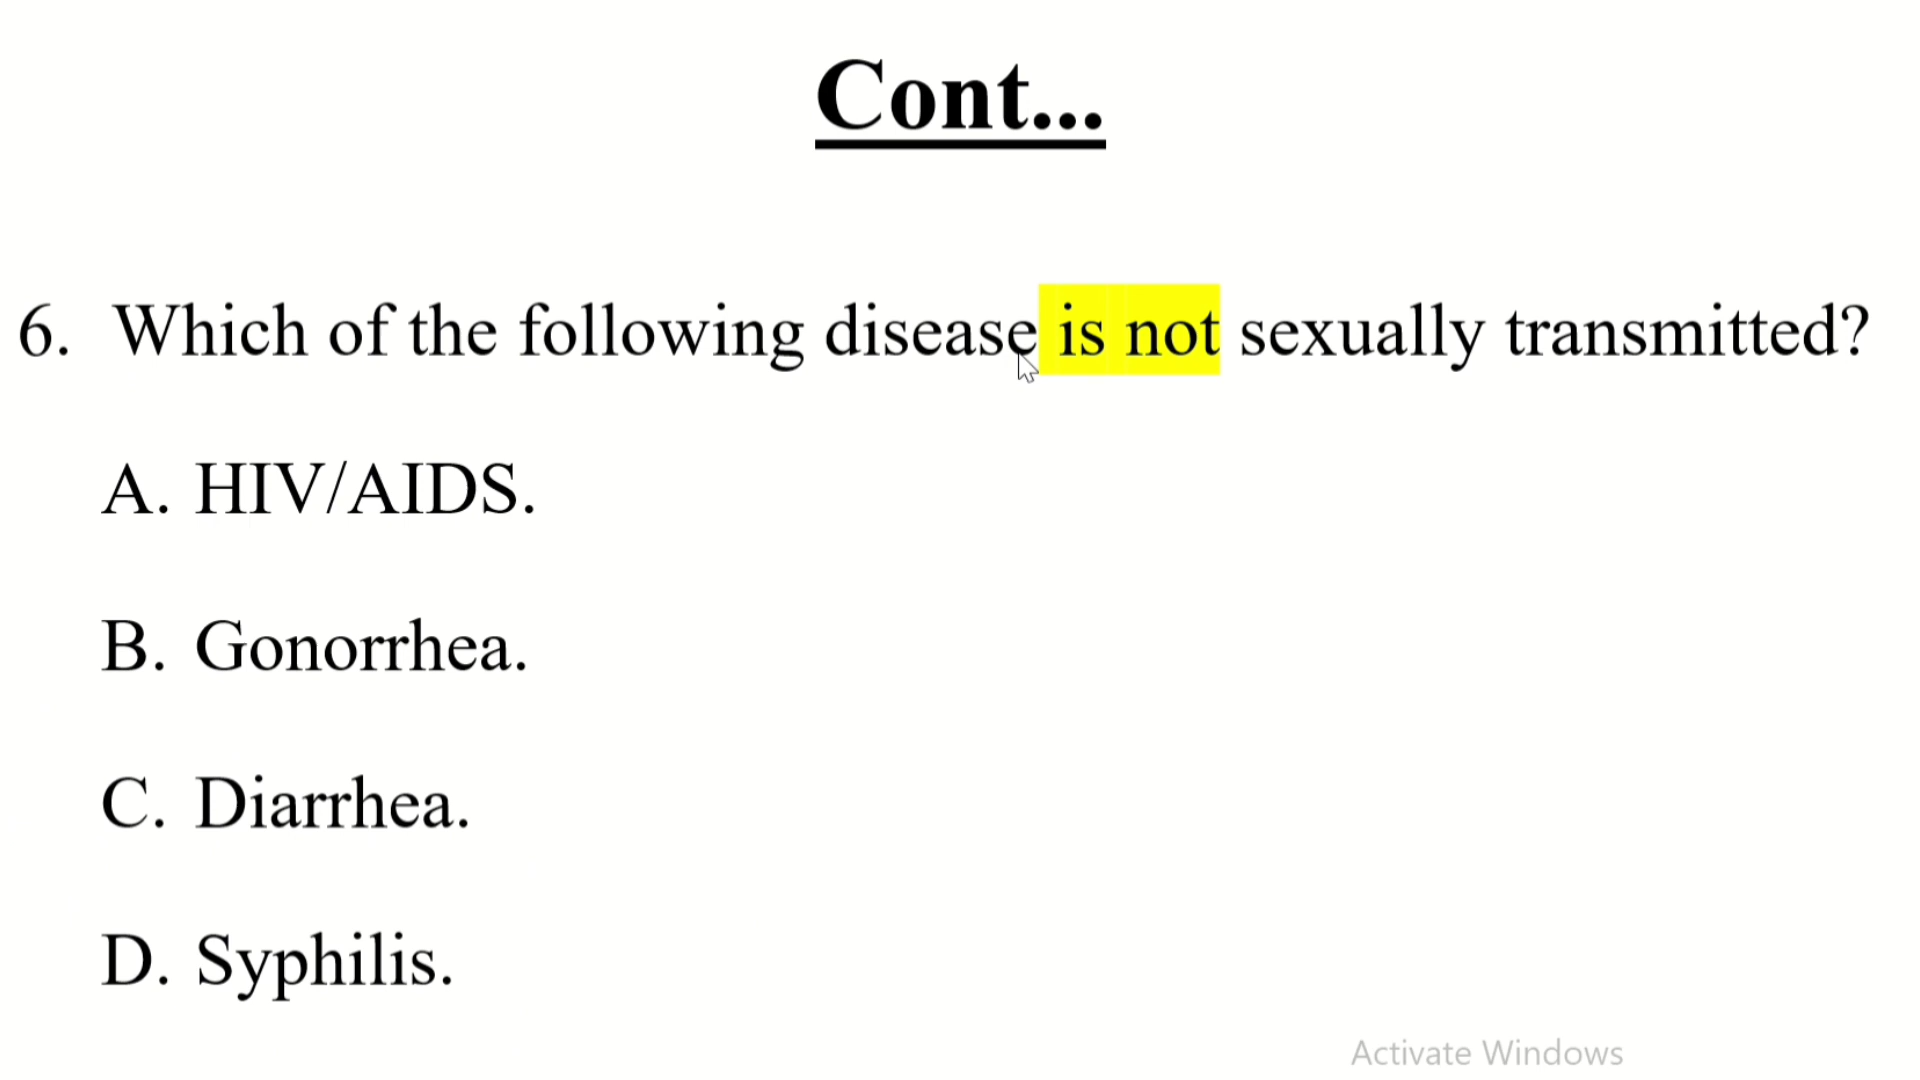 Cont...
6. Which of the following disease is not sexually transmitted?
A. HIV/AIDS.
B. Gonorrhea.
C. Diarrhea.
D. Syphilis.
Activate Windows